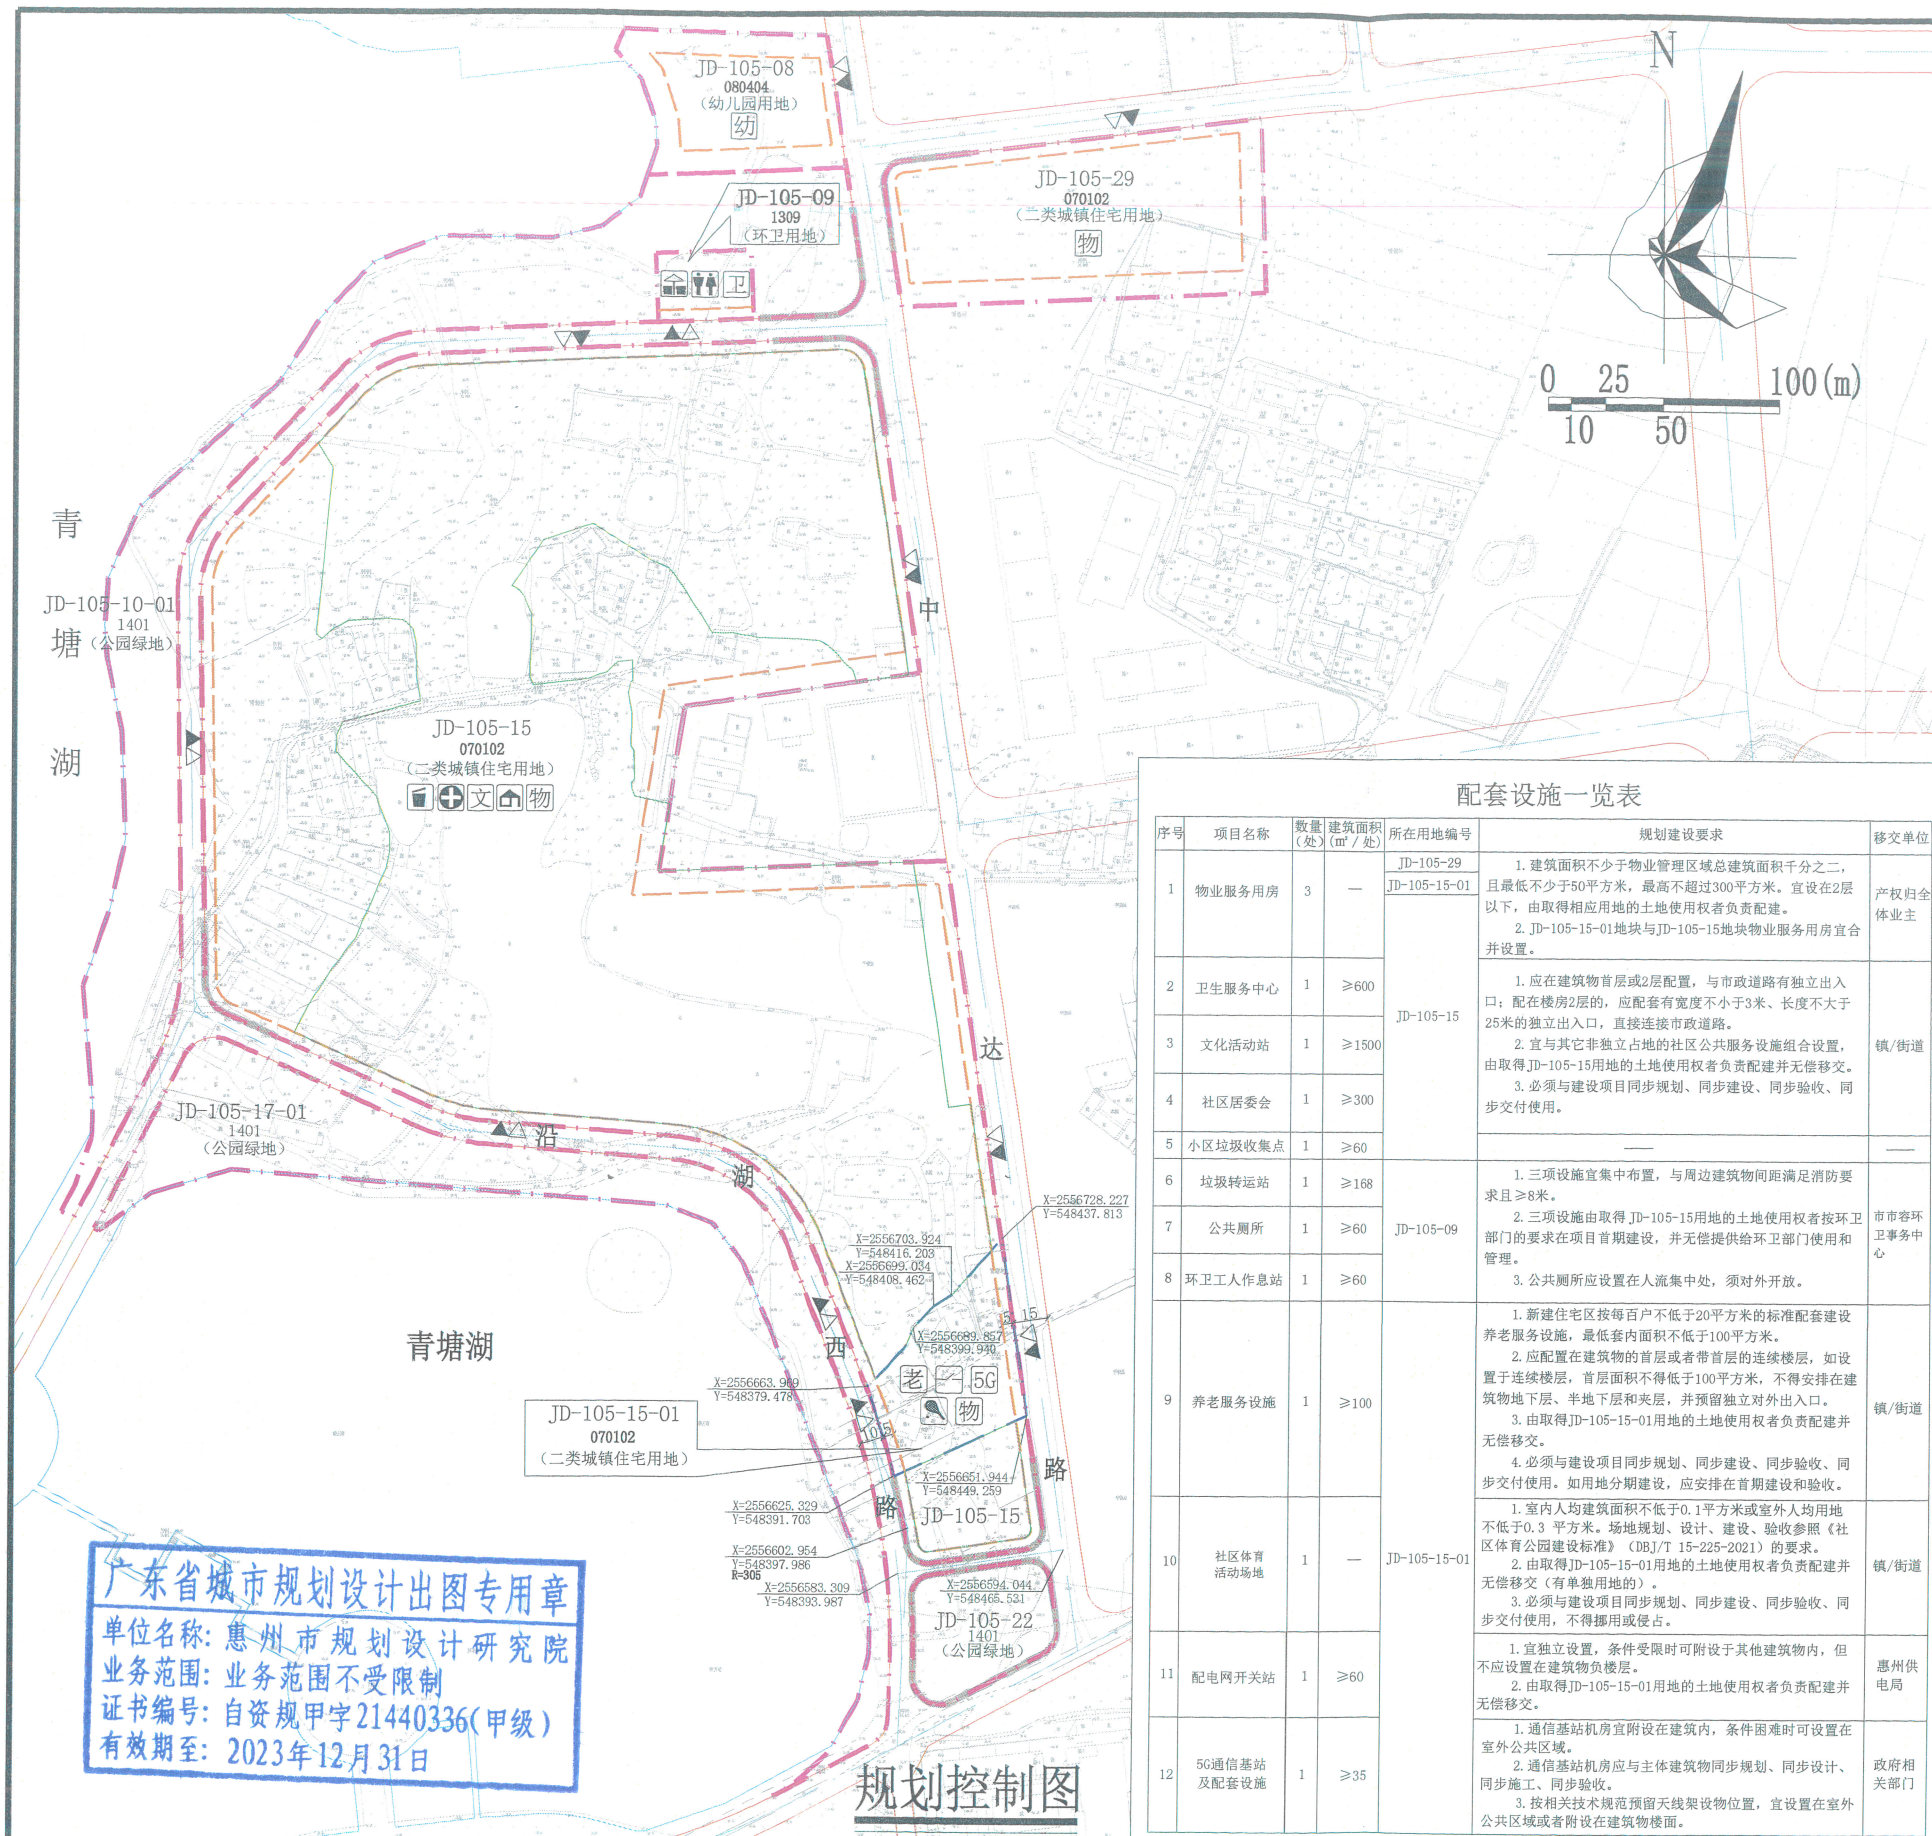 JD-105-08
080404
(幼儿园用地)
幼
N
JD-105-29
070102
(二类城镇住宅用地)
物
JD-105-09
1309
(环卫用地)
卫
0 25 100(m)
10 50
青
塘
湖
JD-105-10-01
1401
(公园绿地)
中
JD-105-15
070102
(二类城镇住宅用地)
文 物
达
JD-105-17-01
1401
(公园绿地)
沿
湖
X=2556728.227
Y=548437.813
X=2556703.924
Y=548416.203
X=2556699.034
Y=548408.462
5 15
X=2556689.857
Y=548399.940
西
青塘湖
X=2556663.969
Y=548379.478
老 5G
物
JD-105-15-01
070102
(二类城镇住宅用地)
10 5
路
X=2556651.944
Y=548449.259
X=2556625.329
Y=548391.703
路
JD-105-15
X=2556602.954
Y=548397.986
R=305
X=2556583.309
Y=548393.987
X=2556594.044
Y=548465.531
JD-105-22
1401
(公园绿地)
广东省城市规划设计出图专用章
单位名称: 惠州市规划设计研究院
业务范围: 业务范围不受限制
证书编号: 自资规甲字21440336(甲级)
有效期至: 2023年12月31日
规划控制图
配套设施一览表
序号 项目名称 数量(处) 建筑面积(㎡/处) 所在用地编号 规划建设要求 移交单位
1 物业服务用房 3 —
JD-105-29
JD-105-15-01
1. 建筑面积不少于物业管理区域总建筑面积千分之二，
且最低不少于50平方米，最高不超过300平方米。宜设在2层
以下，由取得相应用地的土地使用权者负责配建。
2. JD-105-15-01地块与JD-105-15地块物业服务用房宜合
并设置。
产权归全
体业主
2 卫生服务中心 1 ≥600
3 文化活动站 1 ≥1500
4 社区居委会 1 ≥300
5 小区垃圾收集点 1 ≥60
JD-105-15
1. 应在建筑物首层或2层配置，与市政道路有独立出入
口；配在楼房2层的，应配套有宽度不小于3米、长度不大于
25米的独立出入口，直接连接市政道路。
2. 宜与其它非独立占地的社区公共服务设施组合设置，
由取得JD-105-15用地的土地使用权者负责配建并无偿移交。
3. 必须与建设项目同步规划、同步建设、同步验收、同
步交付使用。
镇/街道
—— ——
6 垃圾转运站 1 ≥168
7 公共厕所 1 ≥60
8 环卫工人作息站 1 ≥60
JD-105-09
1. 三项设施宜集中布置，与周边建筑物间距满足消防要
求且≥8米。
2. 三项设施由取得JD-105-15用地的土地使用权者按环卫
部门的要求在项目首期建设，并无偿提供给环卫部门使用和
管理。
3. 公共厕所应设置在人流集中处，须对外开放。
市市容环
卫事务中
心
9 养老服务设施 1 ≥100
1. 新建住宅区按每百户不低于20平方米的标准配套建设
养老服务设施，最低套内面积不低于100平方米。
2. 应配置在建筑物的首层或者带首层的连续楼层，如设
置于连续楼层，首层面积不得低于100平方米，不得安排在建
筑物地下层、半地下层和夹层，并预留独立对外出入口。
3. 由取得JD-105-15-01用地的土地使用权者负责配建并
无偿移交。
4. 必须与建设项目同步规划、同步建设、同步验收、同
步交付使用。如用地分期建设，应安排在首期建设和验收。
镇/街道
10 社区体育
活动场地 1 — JD-105-15-01
1. 室内人均建筑面积不低于0.1平方米或室外人均用地
不低于0.3 平方米。场地规划、设计、建设、验收参照《社
区体育公园建设标准》（DBJ/T 15-225-2021）的要求。
2. 由取得JD-105-15-01用地的土地使用权者负责配建并
无偿移交（有单独用地的）。
3. 必须与建设项目同步规划、同步建设、同步验收、同
步交付使用，不得挪用或侵占。
镇/街道
11 配电网开关站 1 ≥60
1. 宜独立设置，条件受限时可附设于其他建筑物内，但
不应设置在建筑物负楼层。
2. 由取得JD-105-15-01用地的土地使用权者负责配建并
无偿移交。
惠州供
电局
12 5G通信基站
及配套设施 1 ≥35
1. 通信基站机房宜附设在建筑内，条件困难时可设置在
室外公共区域。
2. 通信基站机房应与主体建筑物同步规划、同步设计、
同步施工、同步验收。
3. 按相关技术规范预留天线架设物位置，宜设置在室外
公共区域或者附设在建筑物楼面。
政府相
关部门